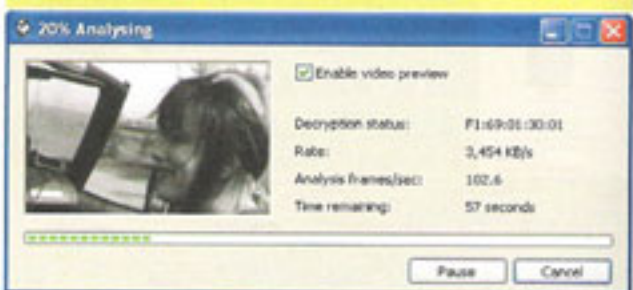 20% Analysing
Enable video preview
Decryption status: F1:69:01:30:01
Rate: 3,454 KB/s
Analysis frames/sec: 102.6
Time remaining: 57 seconds
Pause Cancel